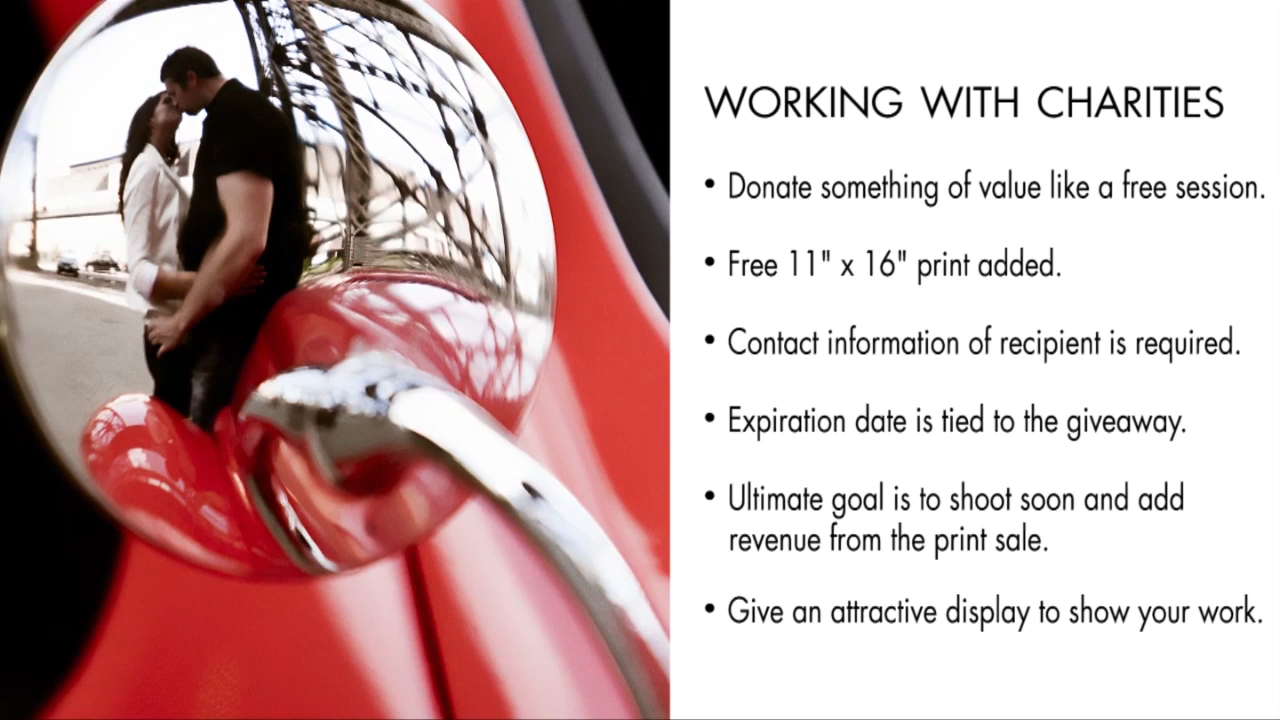 WORKING WITH CHARITIES
• Donate something of value like a free session.
• Free 11" x 16" print added.
• Contact information of recipient is required.
• Expiration date is tied to the giveaway.
• Ultimate goal is to shoot soon and add
revenue from the print sale.
• Give an attractive display to show your work.